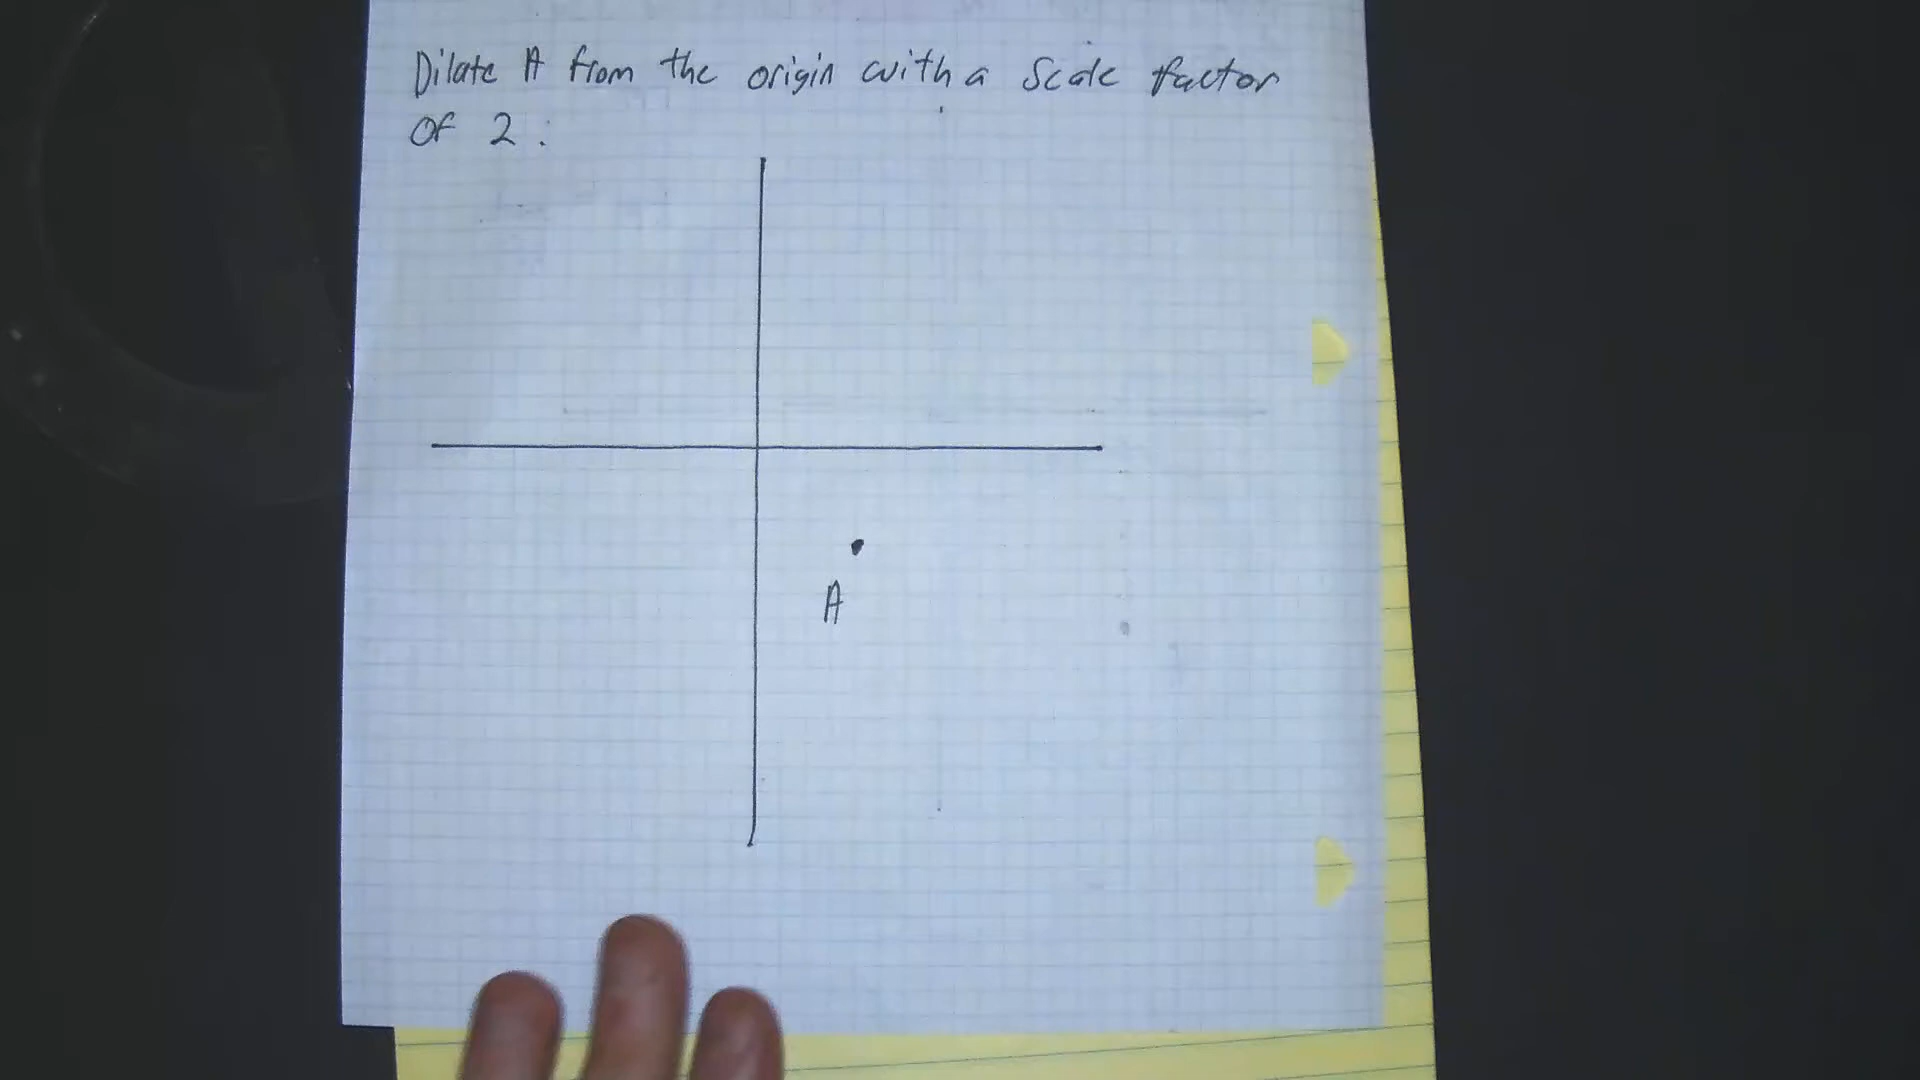 Dilate A from the origin with a Scale factor
of 2:
A